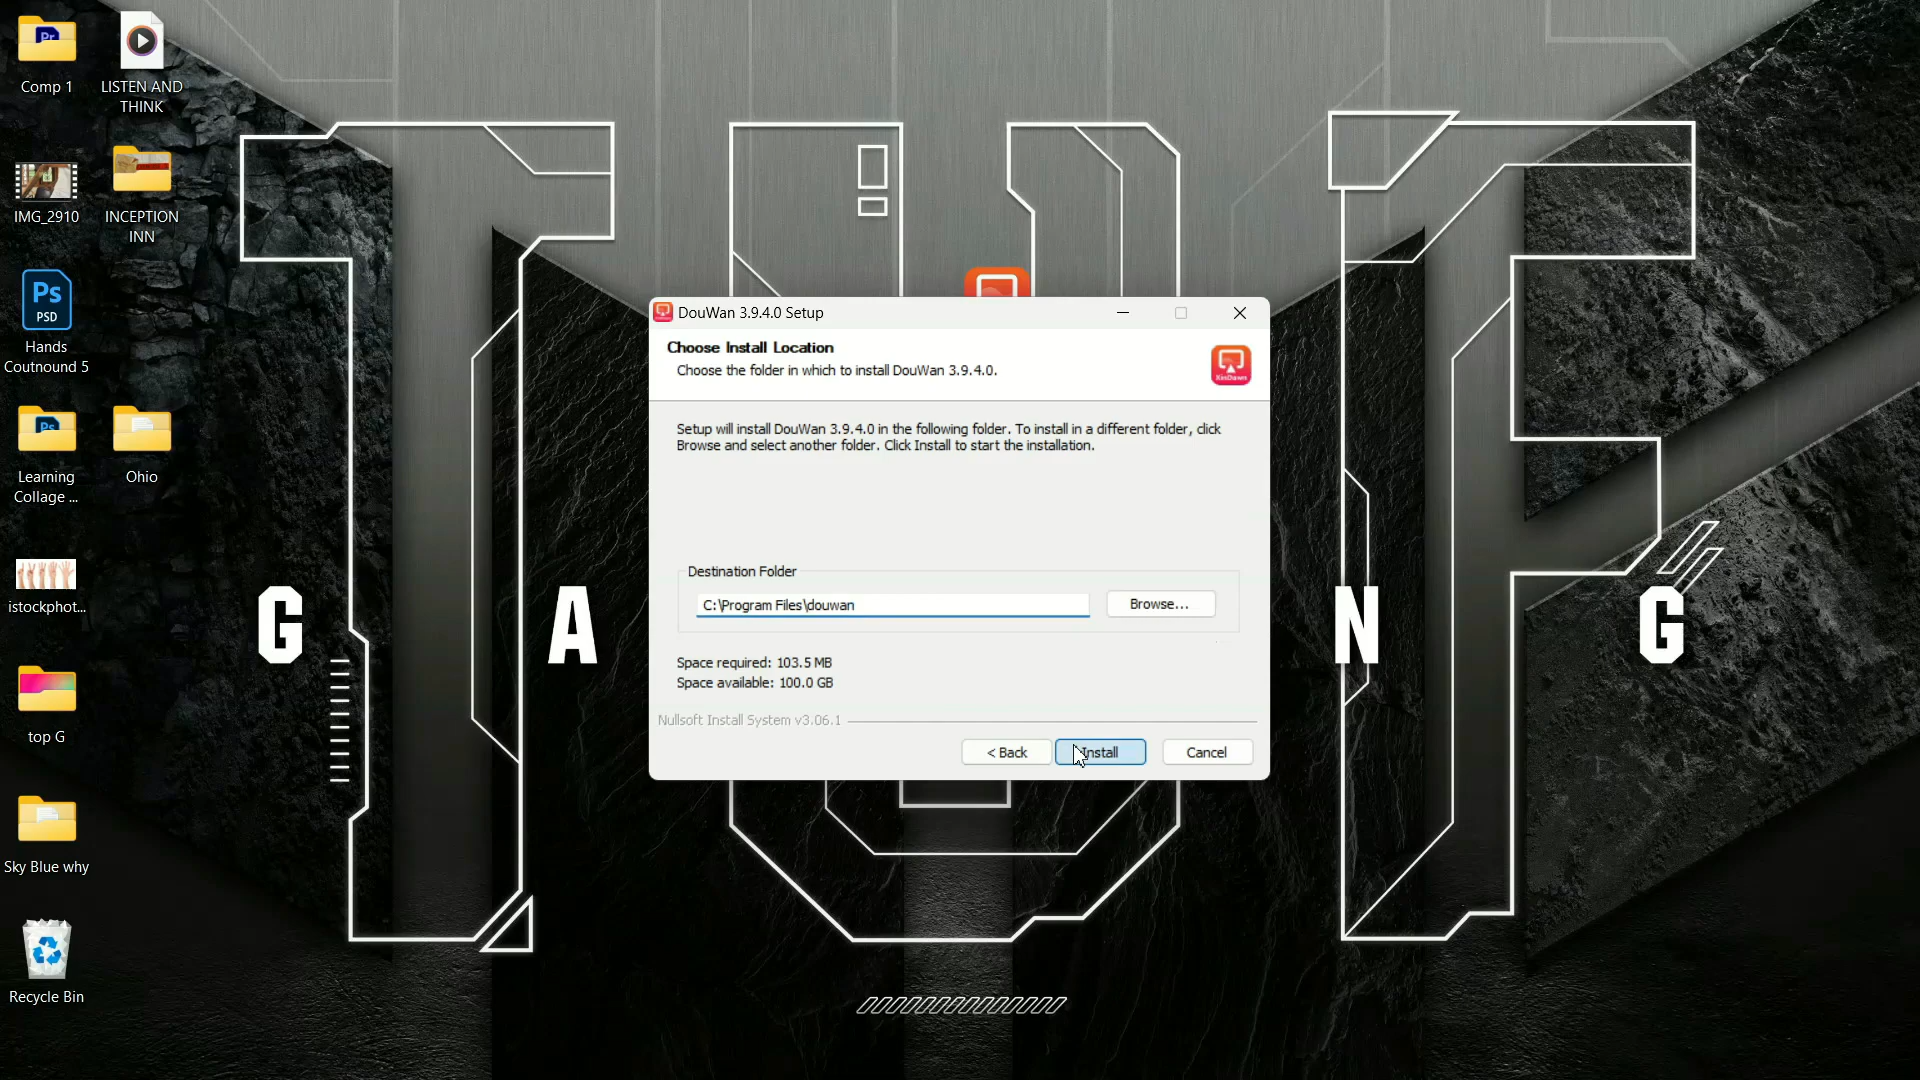 Comp 1
LISTEN AND
THINK
IMG_2910
INCEPTION
INN
Ps
PSD
Hands
Coutnound 5
Learning
Collage ...
Ohio
istockphot...
top G
Sky Blue why
Recycle Bin
G
A
N
G
DouWan 3.9.4.0 Setup
Choose Install Location
Choose the folder in which to install DouWan 3.9.4.0.
Setup will install DouWan 3.9.4.0 in the following folder. To install in a different folder, click
Browse and select another folder. Click Install to start the installation.
Destination Folder
C:\Program Files\douwan
Browse...
Space required: 103.5 MB
Space available: 100.0 GB
Nullsoft Install System v3.06.1
< Back
Install
Cancel